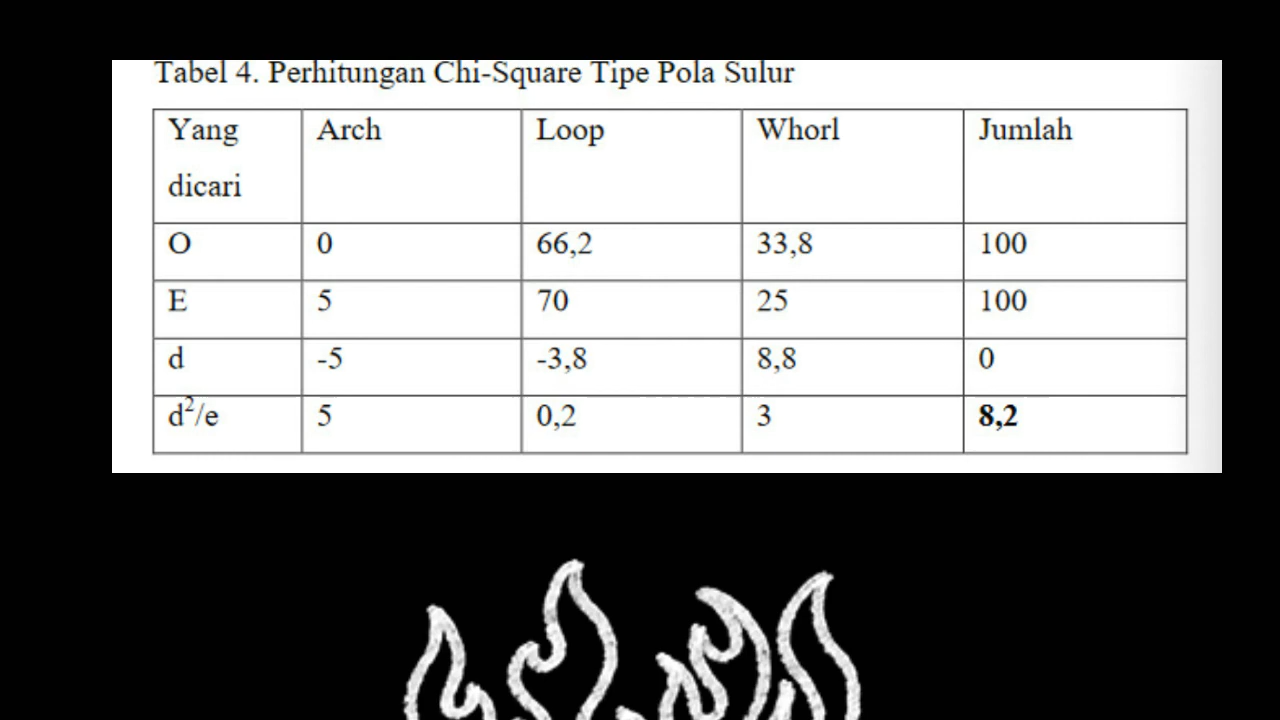 Tabel 4. Perhitungan Chi-Square Tipe Pola Sulur
Yang dicari Arch Loop Whorl Jumlah
O 0 66,2 33,8 100
E 5 70 25 100
d -5 -3,8 8,8 0
d²/e 5 0,2 3 8,2